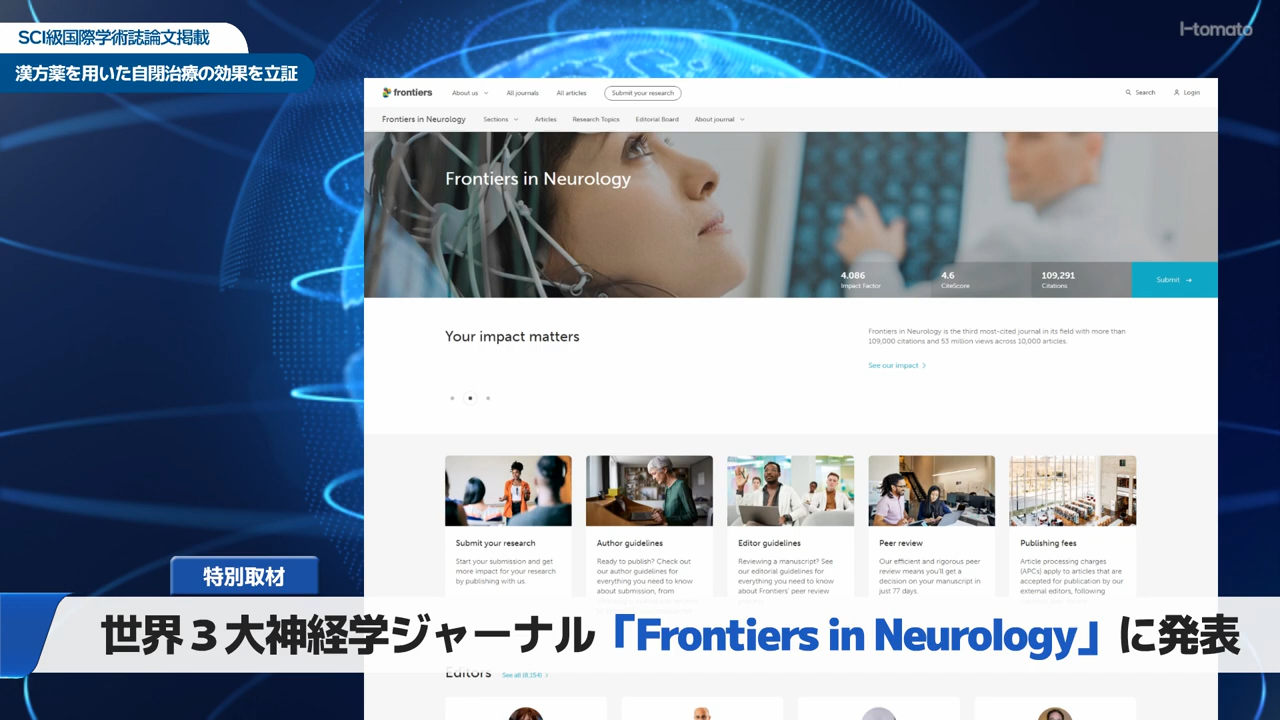 SCI級国際学術誌論文掲載
漢方薬を用いた自閉治療の効果を立証
I-tomato
frontiers
About us
All journals
All articles
Submit your research
Search
Login
Frontiers in Neurology
Sections
Articles
Research Topics
Editorial Board
About journal
Frontiers in Neurology
4.086
Impact Factor
4.6
CiteScore
109,291
Citations
Submit →
Your impact matters
Frontiers in Neurology is the third most-cited journal in its field with more than
109,000 citations and 53 million views across 10,000 articles.
See our impact
Submit your research
Start your submission and get
more impact for your research
by publishing with us.
Author guidelines
Ready to publish? Check out
our author guidelines for
everything you need to know
about submission, from
Editor guidelines
Reviewing a manuscript? See
our editorial guidelines for
everything you need to know
about Frontiers' peer review
Peer review
Our efficient and rigorous peer
review means you'll get a
decision on your manuscript in
just 77 days.
Publishing fees
Article processing charges
(APCs) apply to articles that are
accepted for publication by our
external editors, following
特別取材
世界３大神経学ジャーナル「Frontiers in Neurology」に発表
Editors
See all (8,154)